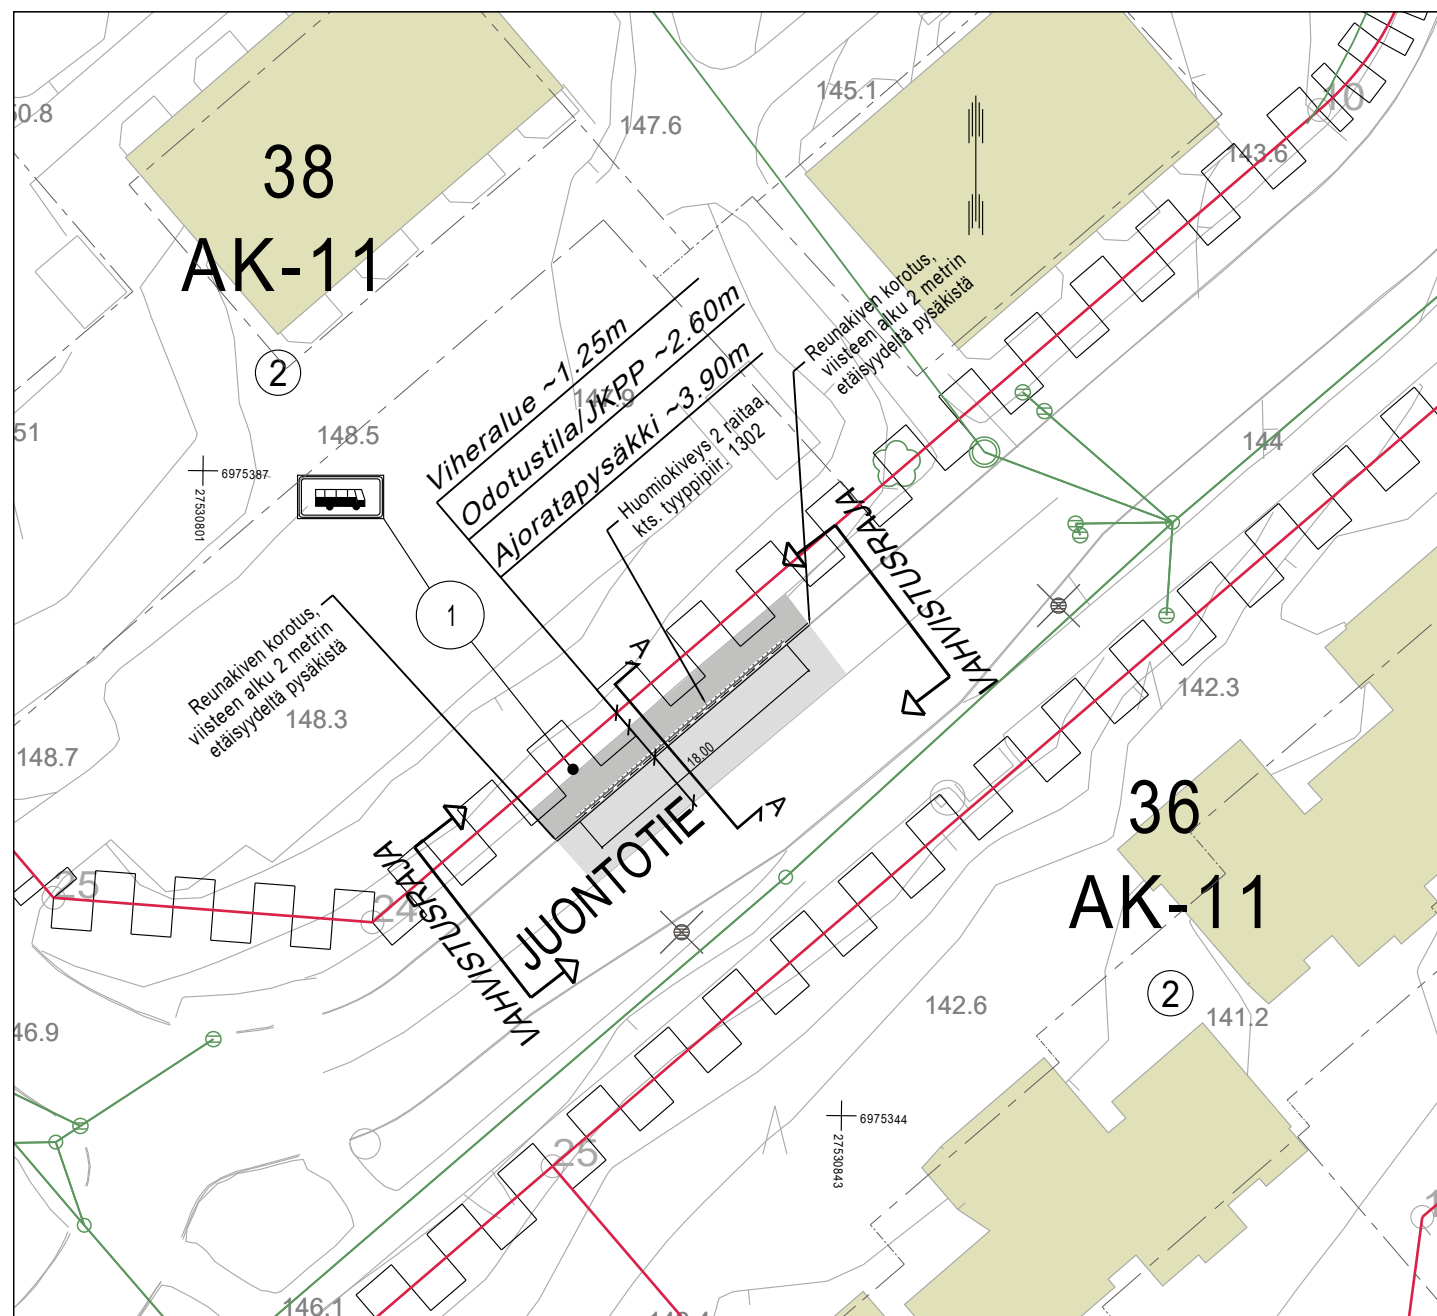 50.8
145.1
10
147.6
143.6
38
AK-11
2
Viheralue ~1.25m
Odotustila/JKPP ~2.60m
Ajoratapysäkki ~3.90m
Reunakiven korotus,
viisteen alku 2 metrin
etäisyydeltä pysäkistä
147.9
Huomiokiveys 2 raitaa,
kts. tyyppipiir. 1302
51
148.5
144
6975387
27530801
1
VAHVISTUSRAJA
A
Reunakiven korotus,
viisteen alku 2 metrin
etäisyydeltä pysäkistä
148.3
142.3
148.7
18.00
A
JUONTOTIE
36
AK-11
2
VAHVISTUSRAJA
25
24
46.9
142.6
141.2
6975344
27530843
25
146.1